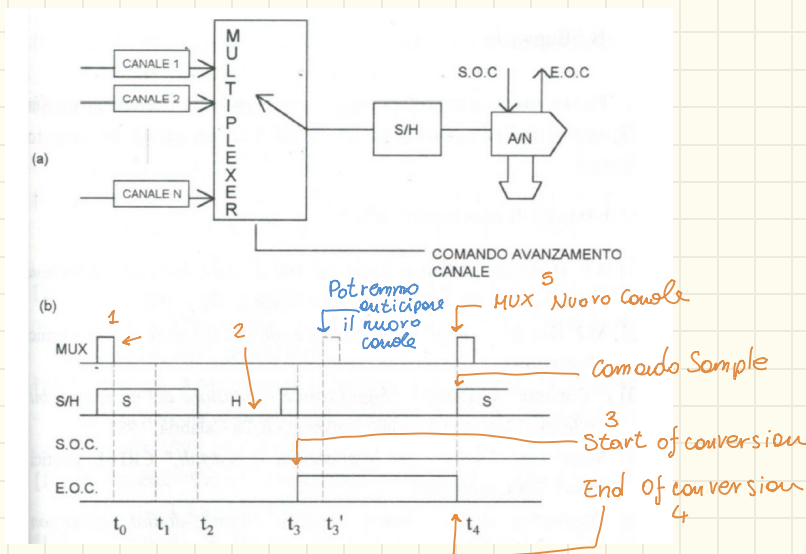 MULTPLEXER
CANALE 1
CANALE 2
CANALE N
S/H
S.O.C
E.O.C
A/N
(a)
COMANDO AVANZAMENTO
CANALE
(b)
Potremmo
anticipare
il nuovo
canale
5
MUX Nuovo Canale
1
2
MUX
Comando Sample
S/H
S
H
S
3
S.O.C.
Start of conversion
E.O.C.
End Of conversion
4
t0 t1 t2 t3 t3' t4